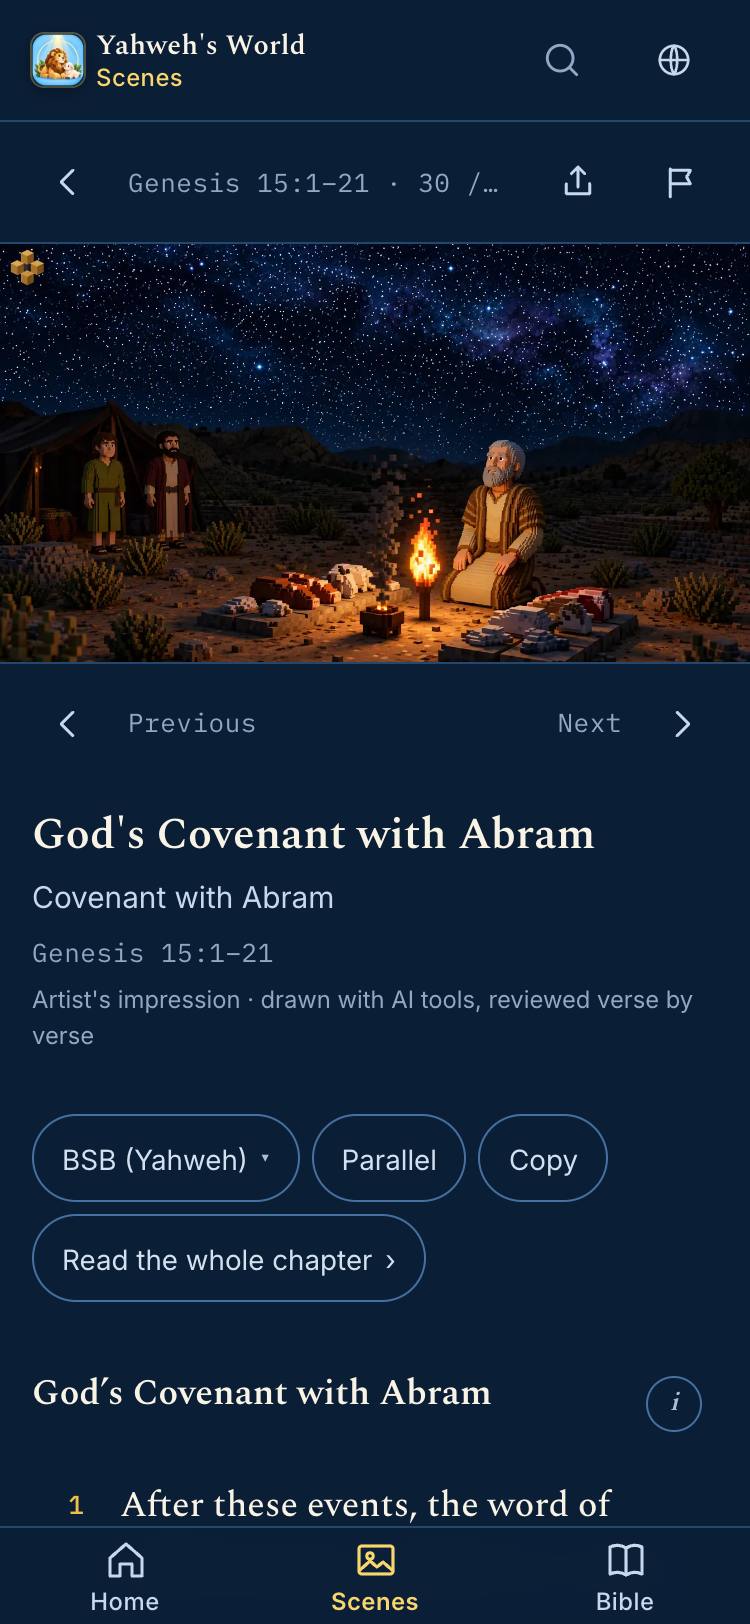 Yahweh's World
Scenes
Genesis 15:1–21 · 30 /…
Previous
Next
God's Covenant with Abram
Covenant with Abram
Genesis 15:1–21
Artist's impression · drawn with AI tools, reviewed verse by
verse
BSB (Yahweh) ▾
Parallel
Copy
Read the whole chapter ›
God’s Covenant with Abram
i
1 After these events, the word of
Home
Scenes
Bible